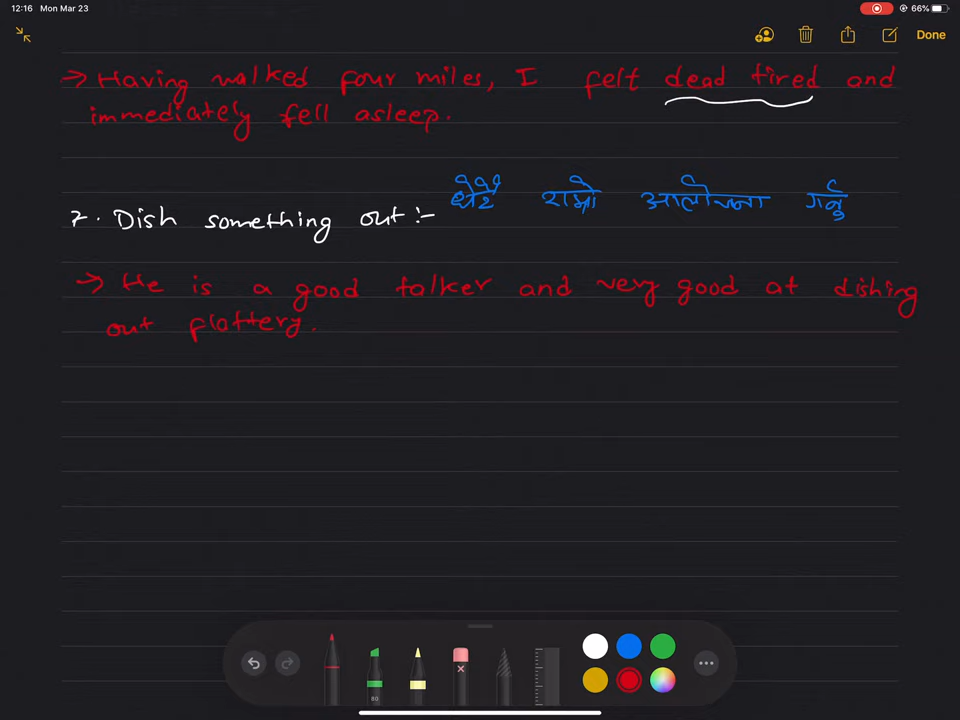 12:16 Mon Mar 23
66%
Done
→ Having walked four miles, I felt dead tired and
immediately fell asleep.
7. Dish something out :- धेरै राम्रो आलोचना गर्नु
→ He is a good talker and very good at dishing
out flattery.
80